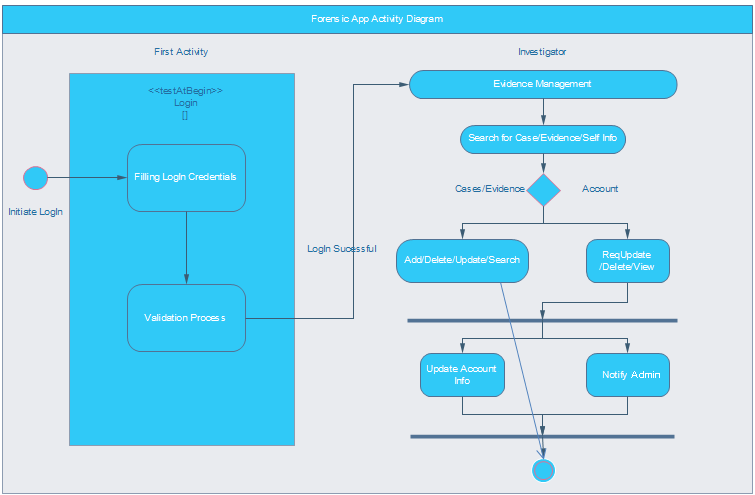 Forensic App Activity Diagram
First Activity
Investigator
<<testAtBegin>>
Login
[]
Evidence Management
Search for Case/Evidence/Self Info
Filling LogIn Credentials
Cases/Evidence
Account
Initiate LogIn
LogIn Sucessful
Add/Delete/Update/Search
ReqUpdate
/Delete/View
Validation Process
Update Account
Info
Notify Admin